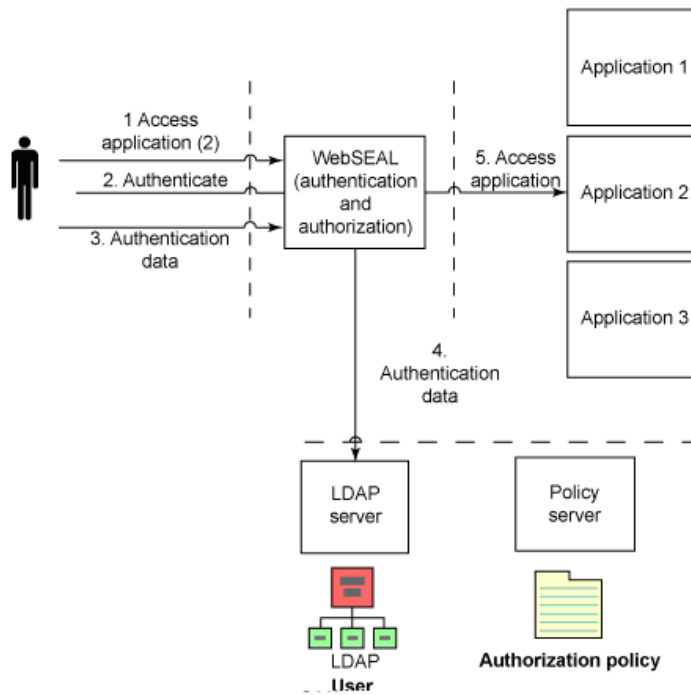 Application 1
1 Access
application (2)
WebSEAL
(authentication
and
authorization)
5. Access
application
2. Authenticate
Application 2
3. Authentication
data
Application 3
4.
Authentication
data
LDAP
server
Policy
server
LDAP
User
Authorization policy